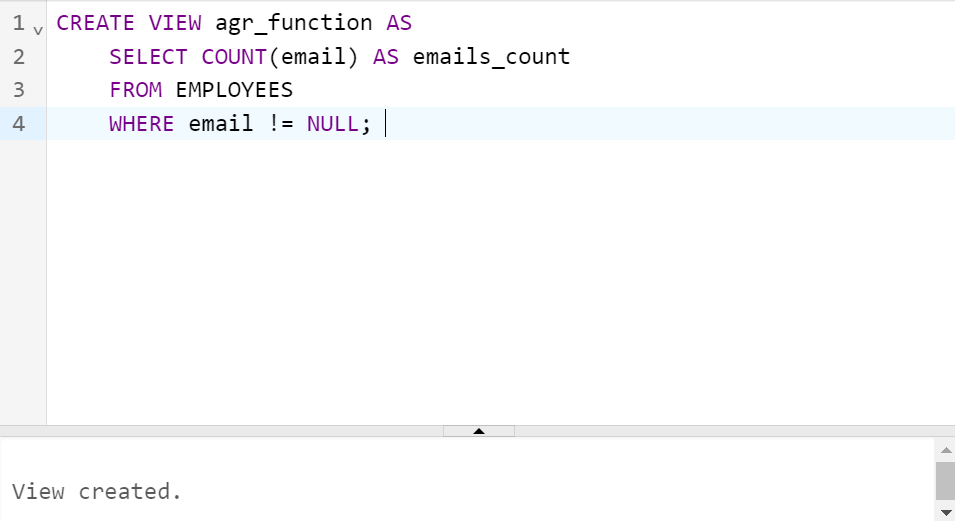 1 CREATE VIEW agr_function AS
2 SELECT COUNT(email) AS emails_count
3 FROM EMPLOYEES
4 WHERE email != NULL;
View created.